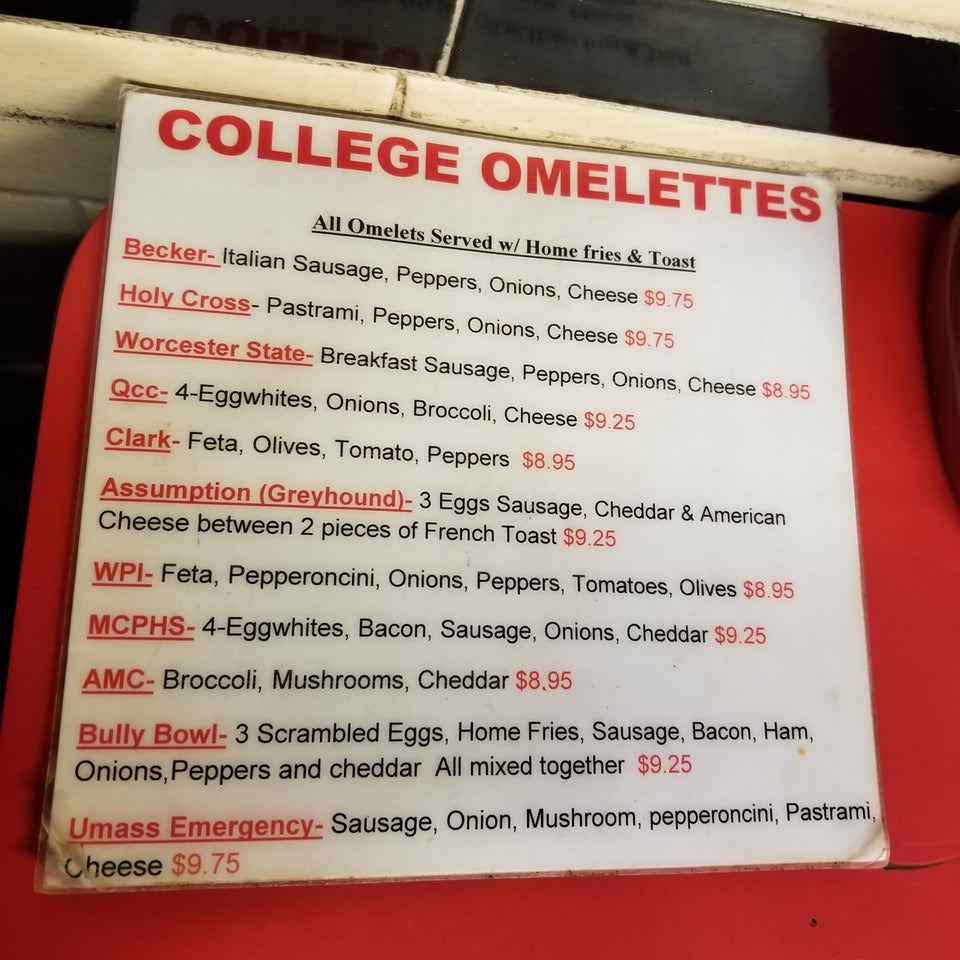 COLLEGE OMELETTES
All Omelets Served w/ Home fries & Toast
Becker- Italian Sausage, Peppers, Onions, Cheese $9.75
Holy Cross- Pastrami, Peppers, Onions, Cheese $9.75
Worcester State- Breakfast Sausage, Peppers, Onions, Cheese $8.95
Qcc- 4-Eggwhites, Onions, Broccoli, Cheese $9.25
Clark- Feta, Olives, Tomato, Peppers $8.95
Assumption (Greyhound)- 3 Eggs Sausage, Cheddar & American
Cheese between 2 pieces of French Toast $9.25
WPI- Feta, Pepperoncini, Onions, Peppers, Tomatoes, Olives $8.95
MCPHS- 4-Eggwhites, Bacon, Sausage, Onions, Cheddar $9.25
AMC- Broccoli, Mushrooms, Cheddar $8.95
Bully Bowl- 3 Scrambled Eggs, Home Fries, Sausage, Bacon, Ham,
Onions,Peppers and cheddar All mixed together $9.25
Umass Emergency- Sausage, Onion, Mushroom, pepperoncini, Pastrami,
Cheese $9.75